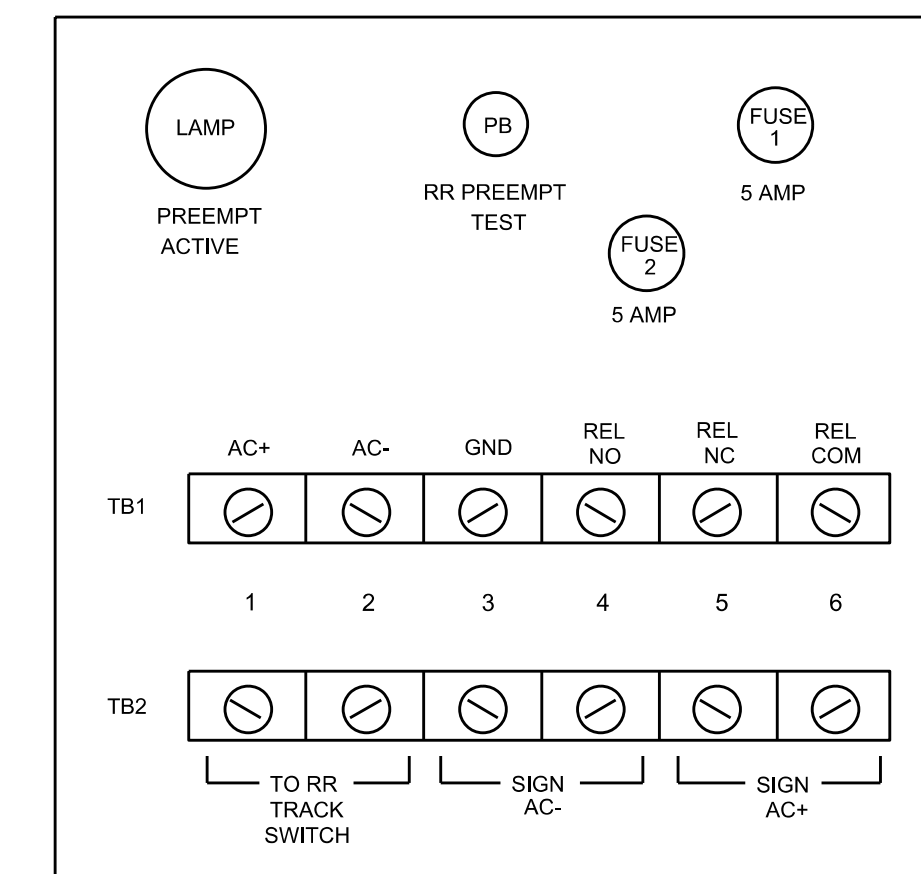 LAMP
PREEMPT
ACTIVE
PB
RR PREEMPT
TEST
FUSE
1
5 AMP
FUSE
2
5 AMP
AC+
AC-
GND
REL
NO
REL
NC
REL
COM
TB1
1 2 3 4 5 6
TB2
TO RR
TRACK
SWITCH
SIGN
AC-
SIGN
AC+